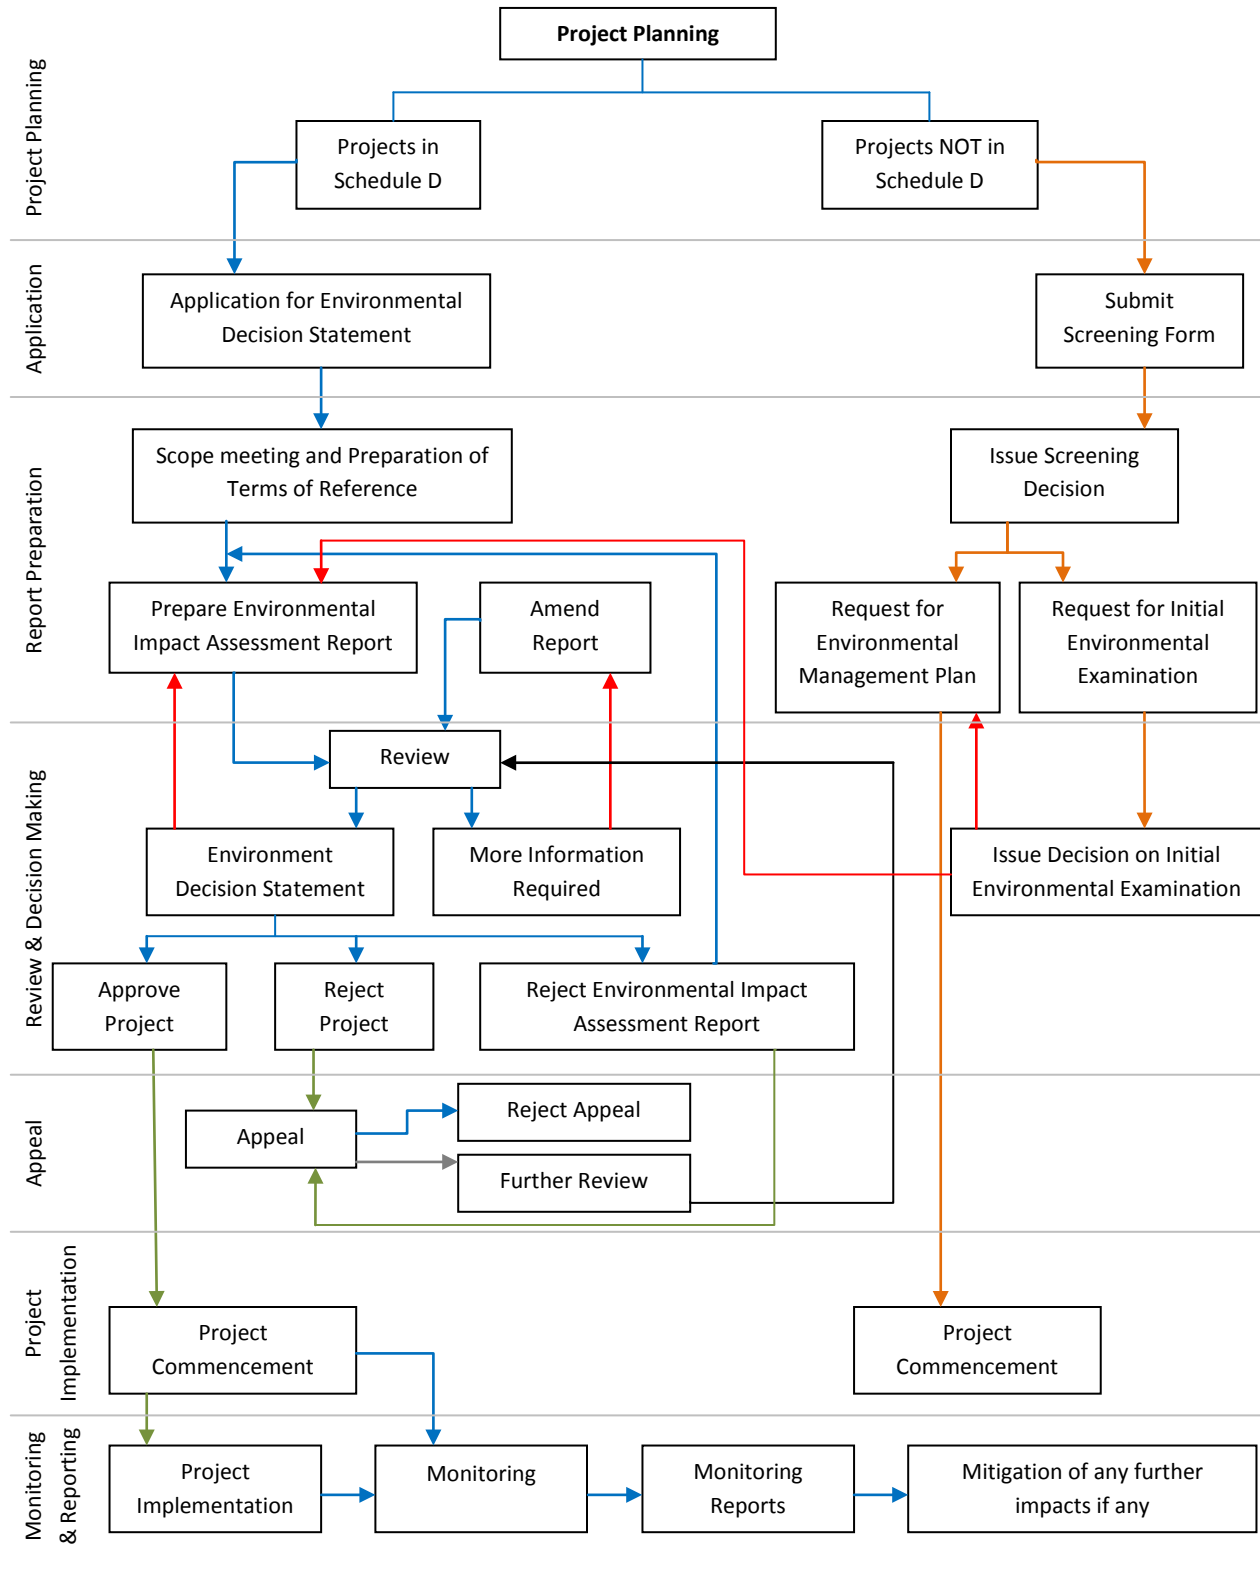 Project Planning
Project Planning
Projects in
Schedule D
Projects NOT in
Schedule D
Application
Application for Environmental
Decision Statement
Submit
Screening Form
Report Preparation
Scope meeting and Preparation of
Terms of Reference
Issue Screening
Decision
Prepare Environmental
Impact Assessment Report
Amend
Report
Request for
Environmental
Management Plan
Request for Initial
Environmental
Examination
Review & Decision Making
Review
Environment
Decision Statement
More Information
Required
Issue Decision on Initial
Environmental Examination
Approve
Project
Reject
Project
Reject Environmental Impact
Assessment Report
Appeal
Appeal
Reject Appeal
Further Review
Project
Implementation
Project
Commencement
Project
Commencement
Monitoring
& Reporting
Project
Implementation
Monitoring
Monitoring
Reports
Mitigation of any further
impacts if any